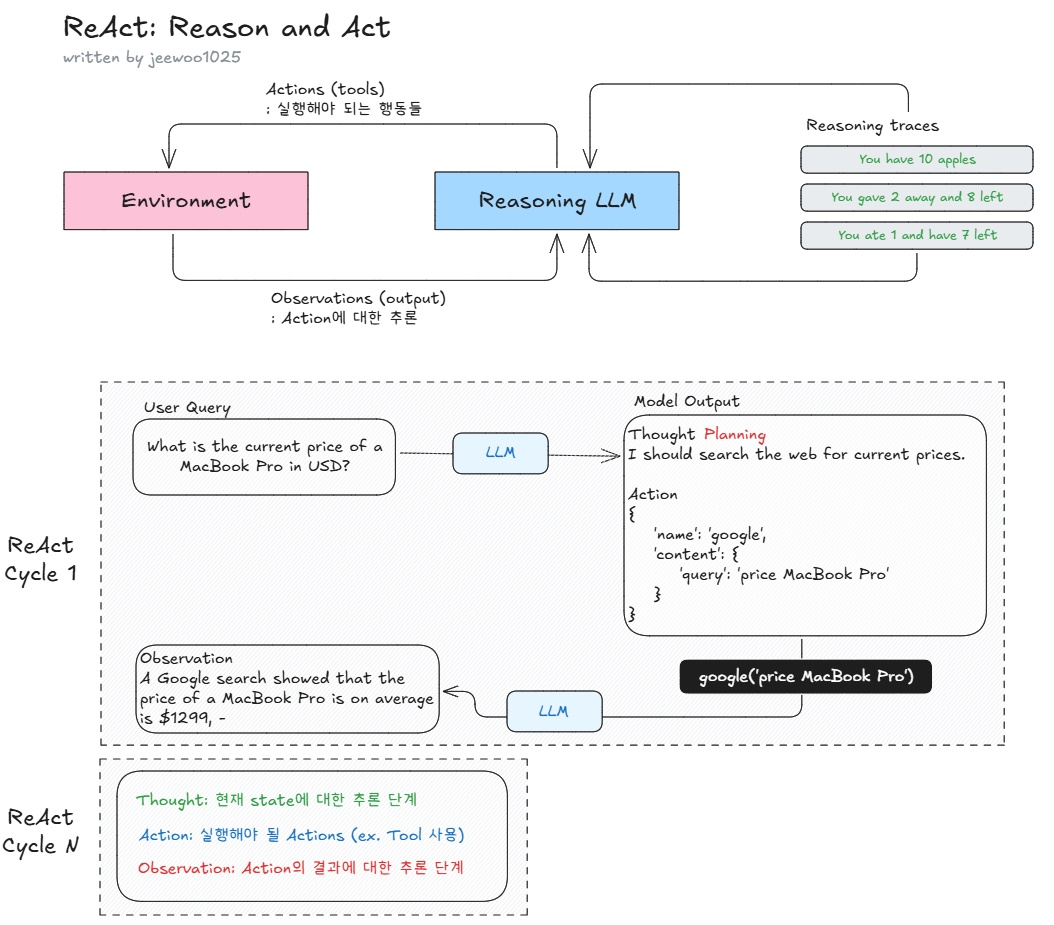 ReAct: Reason and Act
written by jeewoo1025
Actions (tools)
: 실행해야 되는 행동들
Reasoning traces
You have 10 apples
Environment
Reasoning LLM
You gave 2 away and 8 left
You ate 1 and have 7 left
Observations (output)
: Action에 대한 추론
User Query
What is the current price of a
MacBook Pro in USD?
LLM
Model Output
Thought Planning
I should search the web for current prices.
Action
{
'name': 'google',
'content': {
'query': 'price MacBook Pro'
}
}
ReAct
Cycle 1
google('price MacBook Pro')
LLM
Observation
A Google search showed that the
price of a MacBook Pro is on average
is $1299, -
ReAct
Cycle N
Thought: 현재 state에 대한 추론 단계
Action: 실행해야 될 Actions (ex. Tool 사용)
Observation: Action의 결과에 대한 추론 단계